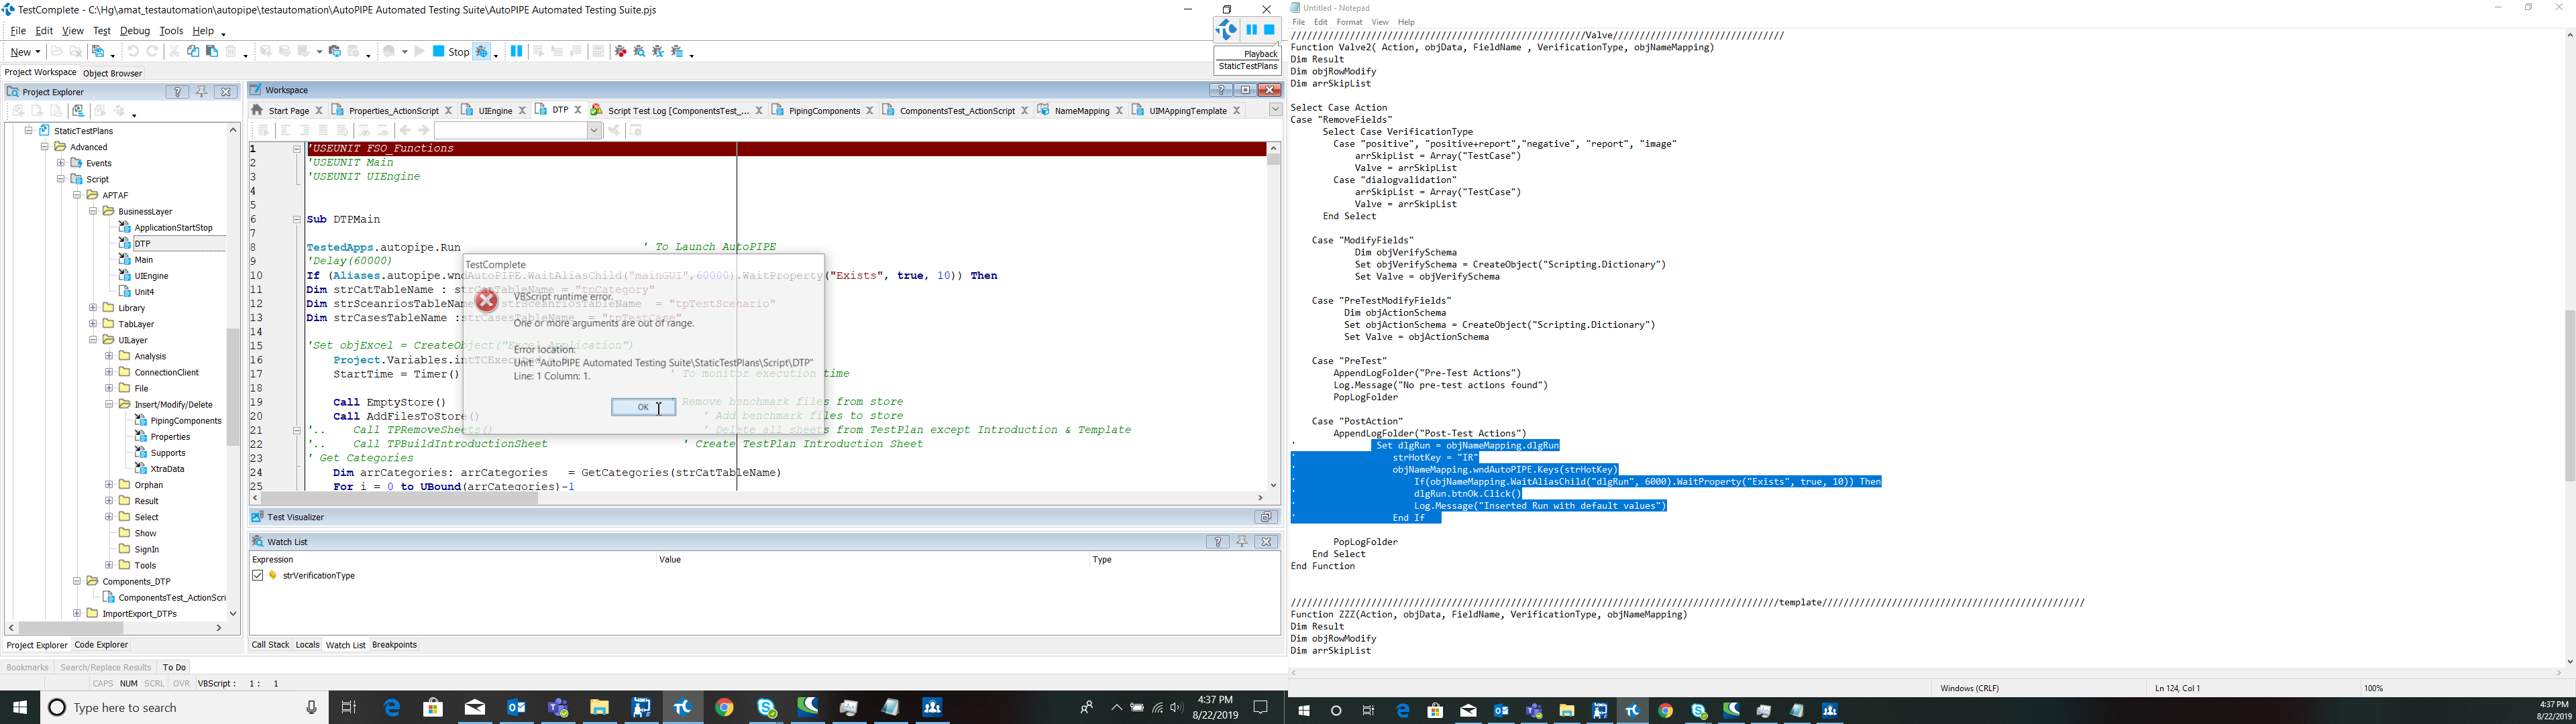 TestComplete - C:\Hg\amat_testautomation\autopipe\testautomation\AutoPIPE Automated Testing Suite\AutoPIPE Automated Testing Suite.pjs
File Edit View Test Debug Tools Help
New Stop
Playback
StaticTestPlans
Project Workspace Object Browser
Project Explorer
StaticTestPlans
Advanced
Events
Script
APTAF
BusinessLayer
ApplicationStartStop
DTP
Main
UIEngine
Unit4
Library
TabLayer
UILayer
Analysis
ConnectionClient
File
Insert/Modify/Delete
PipingComponents
Properties
Supports
XtraData
Orphan
Result
Select
Show
SignIn
Tools
Components_DTP
ComponentsTest_ActionScri
ImportExport_DTPs
Project Explorer Code Explorer
Workspace
Start Page Properties_ActionScript UIEngine DTP Script Test Log [ComponentsTest_... PipingComponents ComponentsTest_ActionScript NameMapping UIMAppingTemplate
1 'USEUNIT FSO_Functions
2 'USEUNIT Main
3 'USEUNIT UIEngine
4
5
6 Sub DTPMain
7
8 TestedApps.autopipe.Run ' To Launch AutoPIPE
9 'Delay(60000)
10 If (Aliases.autopipe.wndAutoPIPE.WaitAliasChild("mainGUI",60000).WaitProperty("Exists", true, 10)) Then
11 Dim strCatTableName : strCatTableName = "tpCategory"
12 Dim strSceanriosTableName : strSceanriosTableName = "tpTestScenario"
13 Dim strCasesTableName :strCasesTableName = "tpTestCase"
14
15 'Set objExcel = CreateObject("Excel.Application")
16 Project.Variables.intTCExecuted
17 StartTime = Timer() ' To monitor execution time
18
19 Call EmptyStore() Remove benchmark files from store
20 Call AddFilesToStore() ' Add benchmark files to store
21 '.. Call TPRemoveSheets() ' Delete all sheets from TestPlan except Introduction & Template
22 '.. Call TPBuildIntroductionSheet ' Create TestPlan Introduction Sheet
23 ' Get Categories
24 Dim arrCategories: arrCategories = GetCategories(strCatTableName)
25 For i = 0 to UBound(arrCategories)-1
TestComplete
VBScript runtime error.
One or more arguments are out of range.
Error location:
Unit: "AutoPIPE Automated Testing Suite\StaticTestPlans\Script\DTP"
Line: 1 Column: 1.
OK
Test Visualizer
Watch List
Expression Value Type
strVerificationType
Call Stack Locals Watch List Breakpoints
Bookmarks Search/Replace Results To Do
CAPS NUM SCRL OVR VBScript : 1 : 1
Type here to search
4:37 PM
8/22/2019
Untitled - Notepad
File Edit Format View Help
///////////////////////////////////////////////////////Valve////////////////////////////////
Function Valve2( Action, objData, FieldName , VerificationType, objNameMapping)
Dim Result
Dim objRowModify
Dim arrSkipList
Select Case Action
Case "RemoveFields"
Select Case VerificationType
Case "positive", "positive+report","negative", "report", "image"
arrSkipList = Array("TestCase")
Valve = arrSkipList
Case "dialogvalidation"
arrSkipList = Array("TestCase")
Valve = arrSkipList
End Select
Case "ModifyFields"
Dim objVerifySchema
Set objVerifySchema = CreateObject("Scripting.Dictionary")
Set Valve = objVerifySchema
Case "PreTestModifyFields"
Dim objActionSchema
Set objActionSchema = CreateObject("Scripting.Dictionary")
Set Valve = objActionSchema
Case "PreTest"
AppendLogFolder("Pre-Test Actions")
Log.Message("No pre-test actions found")
PopLogFolder
Case "PostAction"
AppendLogFolder("Post-Test Actions")
' Set dlgRun = objNameMapping.dlgRun
' strHotKey = "IR"
' objNameMapping.wndAutoPIPE.Keys(strHotKey)
' If(objNameMapping.WaitAliasChild("dlgRun", 6000).WaitProperty("Exists", true, 10)) Then
' dlgRun.btnOk.Click()
' Log.Message("Inserted Run with default values")
' End If
PopLogFolder
End Select
End Function
///////////////////////////////////////////////////////////////////////////////////////////template/////////////////////////////////////////////////
Function ZZZ(Action, objData, FieldName, VerificationType, objNameMapping)
Dim Result
Dim objRowModify
Dim arrSkipList
Windows (CRLF) Ln 124, Col 1 100%
4:37 PM
8/22/2019